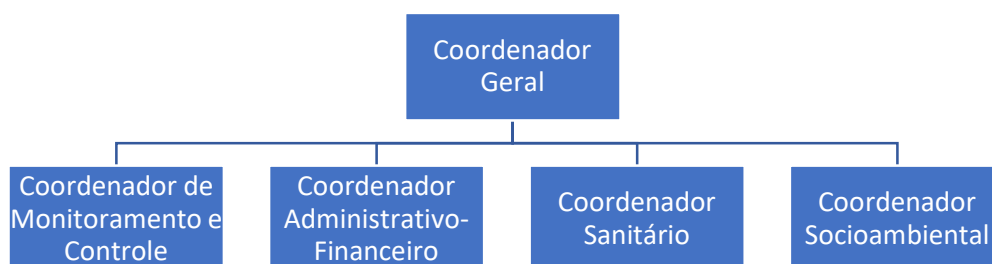 Coordenador
Geral
Coordenador de
Monitoramento e
Controle
Coordenador
Administrativo-
Financeiro
Coordenador
Sanitário
Coordenador
Socioambiental